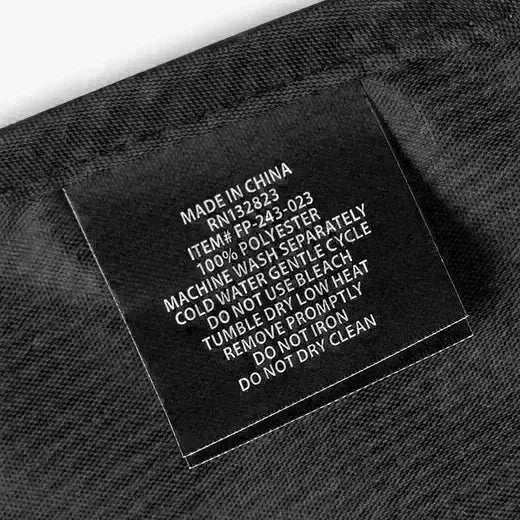 MADE IN CHINA
RN132823
ITEM# FP-243-023
100% POLYESTER
MACHINE WASH SEPARATELY
COLD WATER GENTLE CYCLE
DO NOT USE BLEACH
TUMBLE DRY LOW HEAT
REMOVE PROMPTLY
DO NOT IRON
DO NOT DRY CLEAN